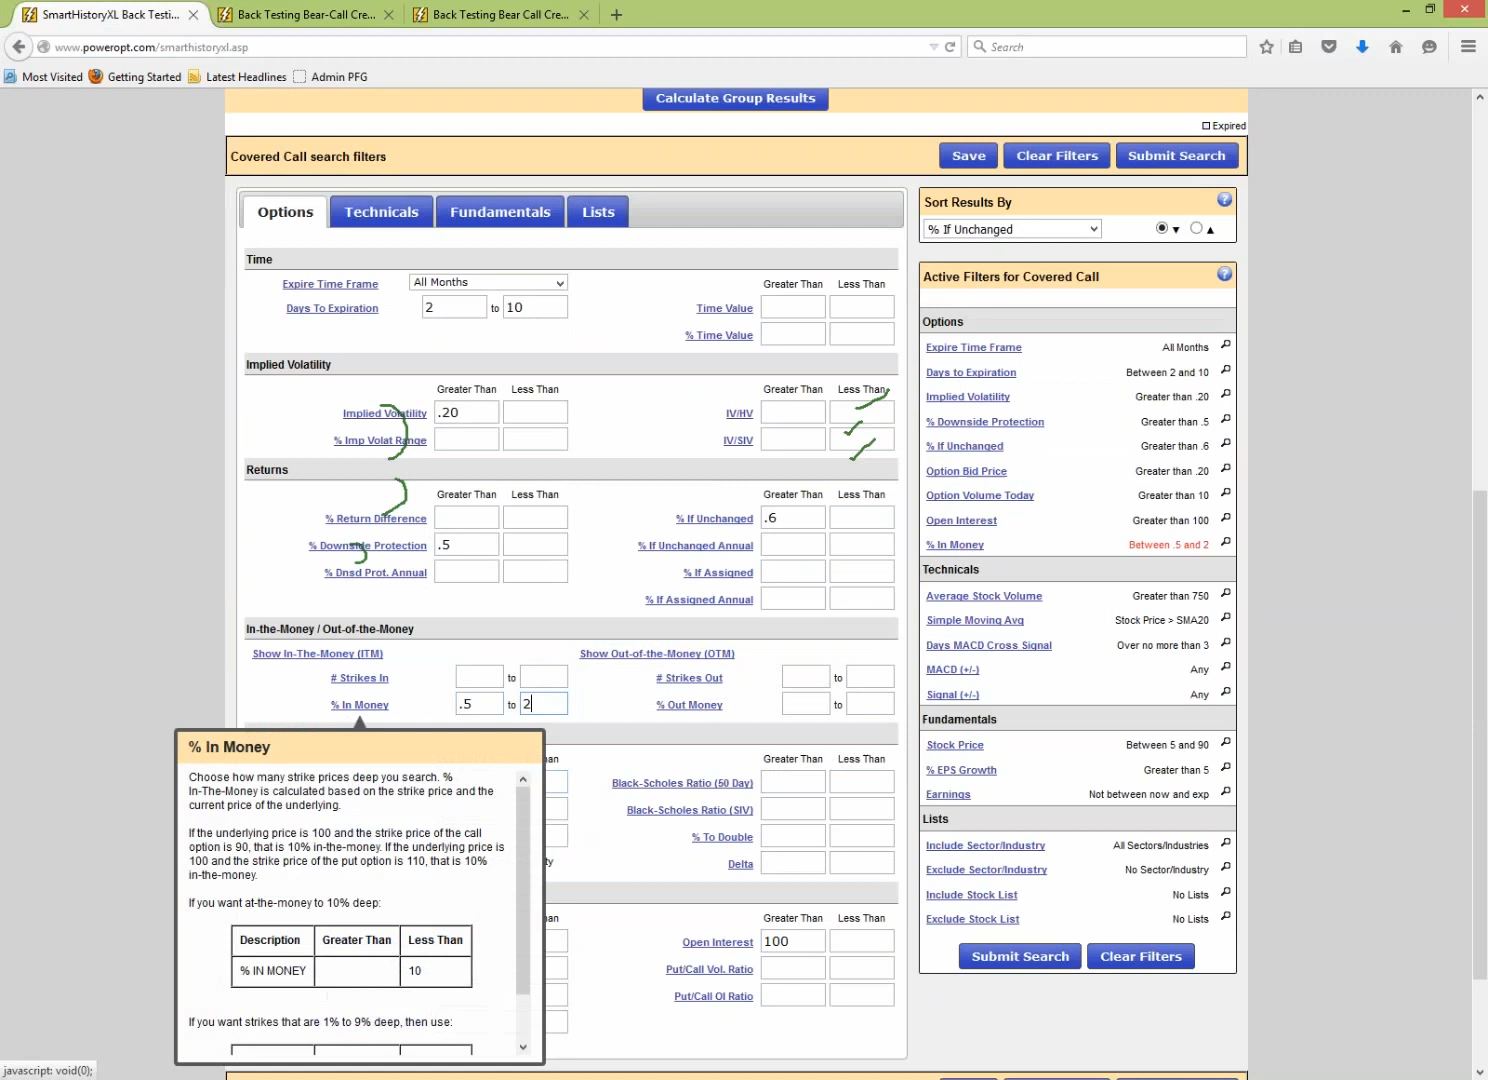 SmartHistoryXL Back Testi...
Back Testing Bear-Call Cre...
Back Testing Bear Call Cre...
www.poweropt.com/smarthistoryxl.asp
Search
Most Visited
Getting Started
Latest Headlines
Admin PFG
Calculate Group Results
Expired
Covered Call search filters
Save
Clear Filters
Submit Search
Options
Technicals
Fundamentals
Lists
Time
Expire Time Frame All Months
Greater Than Less Than
Days To Expiration 2 to 10
Time Value
% Time Value
Implied Volatility
Greater Than Less Than Greater Than Less Than
Implied Volatility .20 IV/HV
% Imp Volat Range IV/SIV
Returns
Greater Than Less Than Greater Than Less Than
% Return Difference % If Unchanged .6
% Downside Protection .5 % If Unchanged Annual
% Dnsd Prot. Annual % If Assigned
% If Assigned Annual
In-the-Money / Out-of-the-Money
Show In-The-Money (ITM) Show Out-of-the-Money (OTM)
# Strikes In to # Strikes Out to
% In Money .5 to 2 % Out Money to
% In Money
Choose how many strike prices deep you search. %
In-The-Money is calculated based on the strike price and the
current price of the underlying.
If the underlying price is 100 and the strike price of the call
option is 90, that is 10% in-the-money. If the underlying price is
100 and the strike price of the put option is 110, that is 10%
in-the-money.
If you want at-the-money to 10% deep:
Description Greater Than Less Than
% IN MONEY 10
If you want strikes that are 1% to 9% deep, then use:
an Greater Than Less Than
Black-Scholes Ratio (50 Day)
Black-Scholes Ratio (SIV)
% To Double
ty Delta
an Greater Than Less Than
Open Interest 100
Put/Call Vol. Ratio
Put/Call OI Ratio
Sort Results By ?
% If Unchanged ▼ ▲
Active Filters for Covered Call ?
Options
Expire Time Frame All Months
Days to Expiration Between 2 and 10
Implied Volatility Greater than .20
% Downside Protection Greater than .5
% If Unchanged Greater than .6
Option Bid Price Greater than .20
Option Volume Today Greater than 10
Open Interest Greater than 100
% In Money Between .5 and 2
Technicals
Average Stock Volume Greater than 750
Simple Moving Avg Stock Price > SMA20
Days MACD Cross Signal Over no more than 3
MACD (+/-) Any
Signal (+/-) Any
Fundamentals
Stock Price Between 5 and 90
% EPS Growth Greater than 5
Earnings Not between now and exp
Lists
Include Sector/Industry All Sectors/Industries
Exclude Sector/Industry No Sector/Industry
Include Stock List No Lists
Exclude Stock List No Lists
Submit Search
Clear Filters
javascript: void(0);